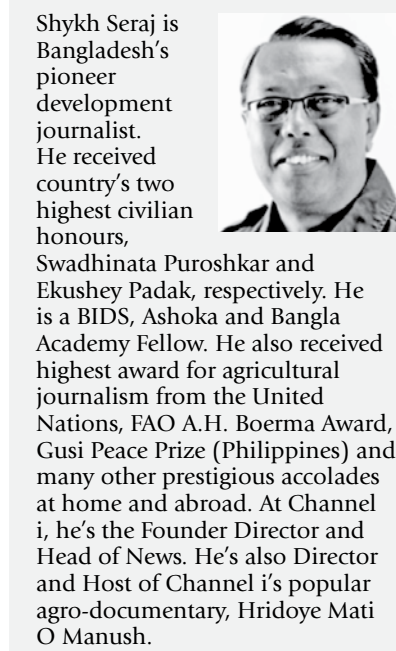 Shykh Seraj is
Bangladesh’s
pioneer
development
journalist.
He received
country’s two
highest civilian
honours,
Swadhinata Puroshkar and
Ekushey Padak, respectively. He
is a BIDS, Ashoka and Bangla
Academy Fellow. He also received
highest award for agricultural
journalism from the United
Nations, FAO A.H. Boerma Award,
Gusi Peace Prize (Philippines) and
many other prestigious accolades
at home and abroad. At Channel
i, he’s the Founder Director and
Head of News. He’s also Director
and Host of Channel i’s popular
agro-documentary, Hridoye Mati
O Manush.